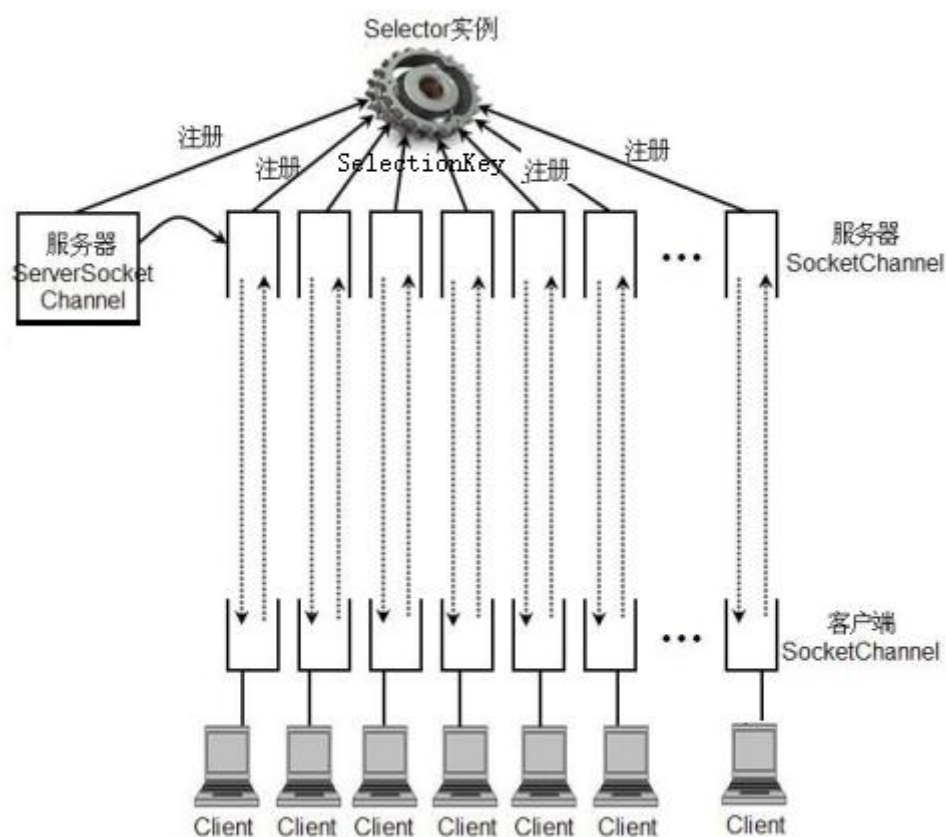 Selector实例
注册
注册
SelectionKey
注册
注册
服务器
ServerSocket
Channel
服务器
SocketChannel
客户端
SocketChannel
Client
Client
Client
Client
Client
Client
Client